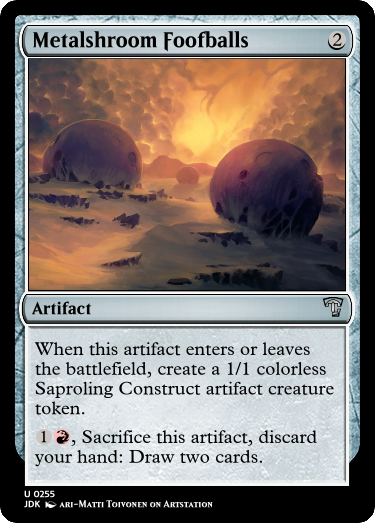 Metalshroom Foofballs 2
Artifact
When this artifact enters or leaves
the battlefield, create a 1/1 colorless
Saproling Construct artifact creature
token.
1 , Sacrifice this artifact, discard
your hand: Draw two cards.
U 0255
JDK ARI-MATTI TOIVONEN ON ARTSTATION